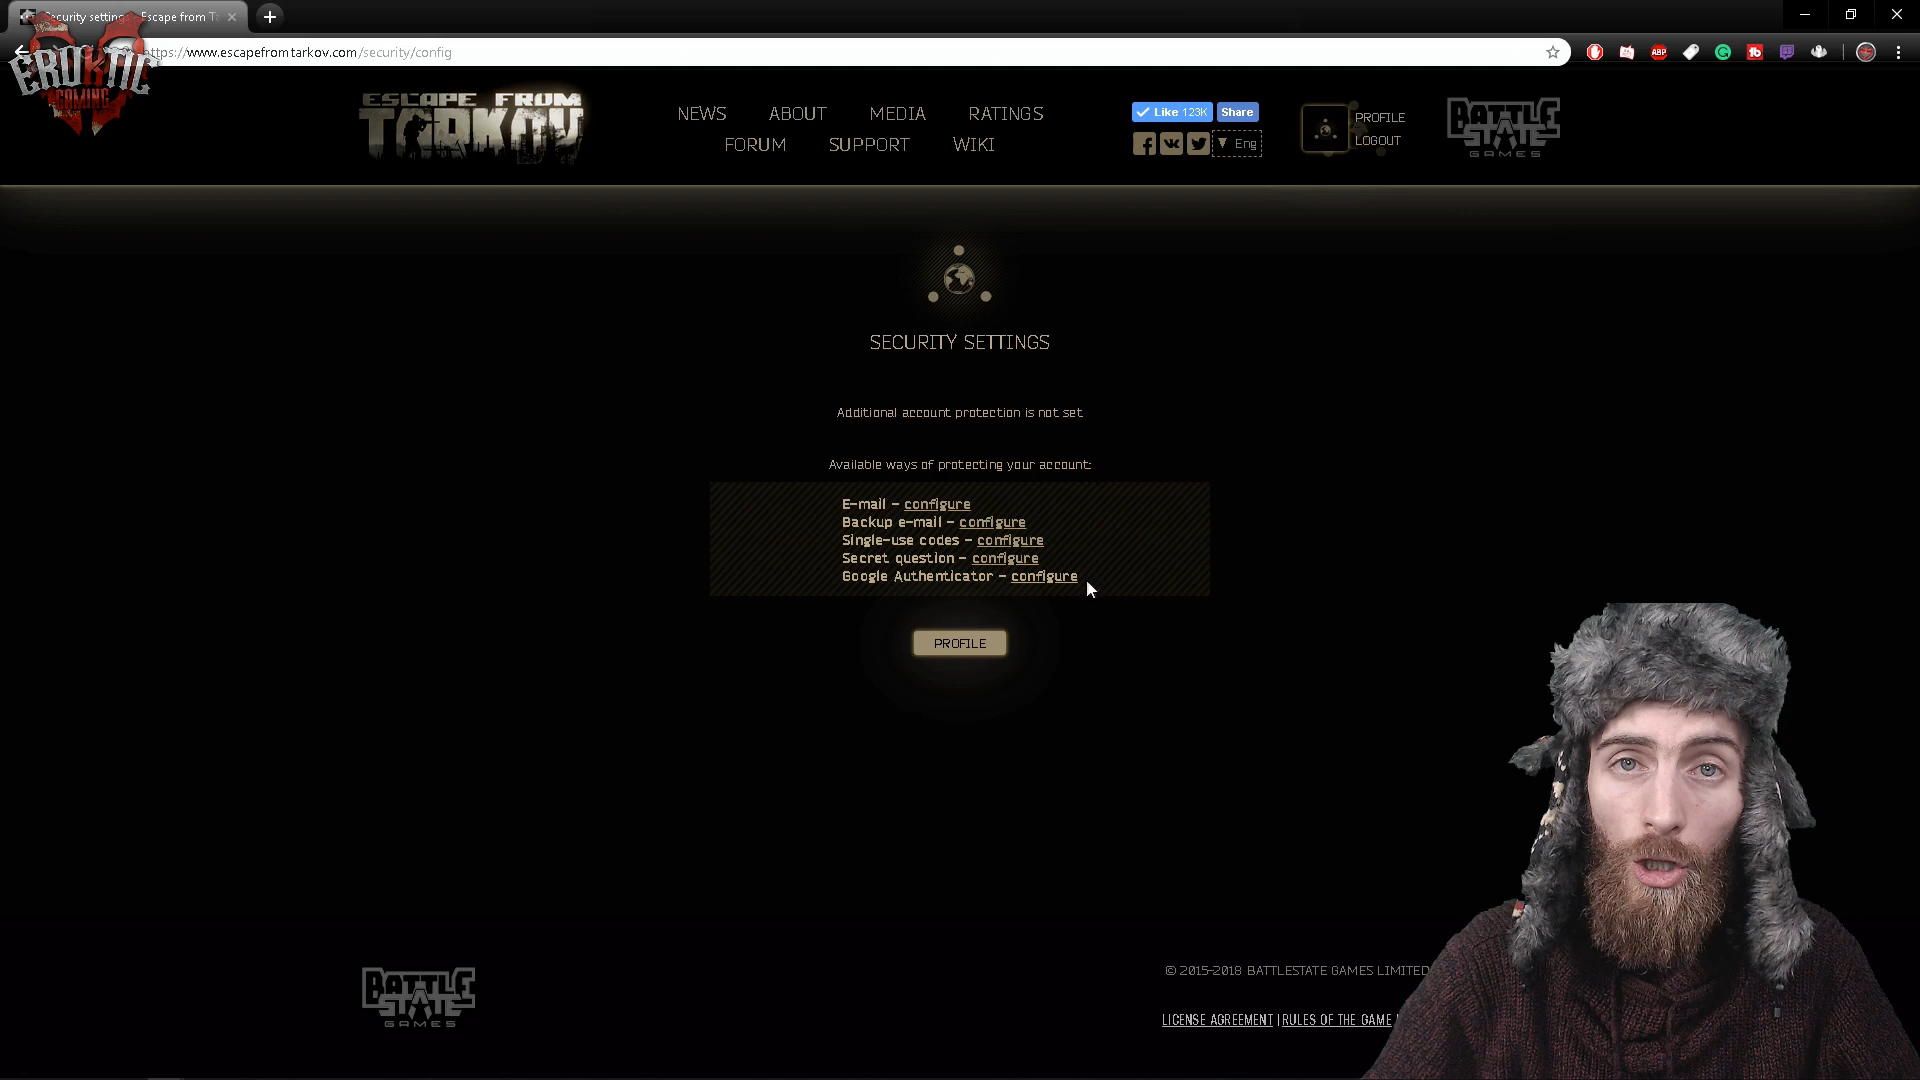 Security settings - Escape from Ta
https://www.escapefromtarkov.com/security/config
ABP
EROKTIC
GAMING
ESCAPE FROM
TARKOV
NEWS ABOUT MEDIA RATINGS
FORUM SUPPORT WIKI
Like 123K Share
Eng
PROFILE
LOGOUT
BATTLE
STATE
GAMES
SECURITY SETTINGS
Additional account protection is not set
Available ways of protecting your account:
E-mail - configure
Backup e-mail - configure
Single-use codes - configure
Secret question - configure
Google Authenticator - configure
PROFILE
BATTLE
STATE
GAMES
© 2015-2018 BATTLESTATE GAMES LIMITED
LICENSE AGREEMENT | RULES OF THE GAME